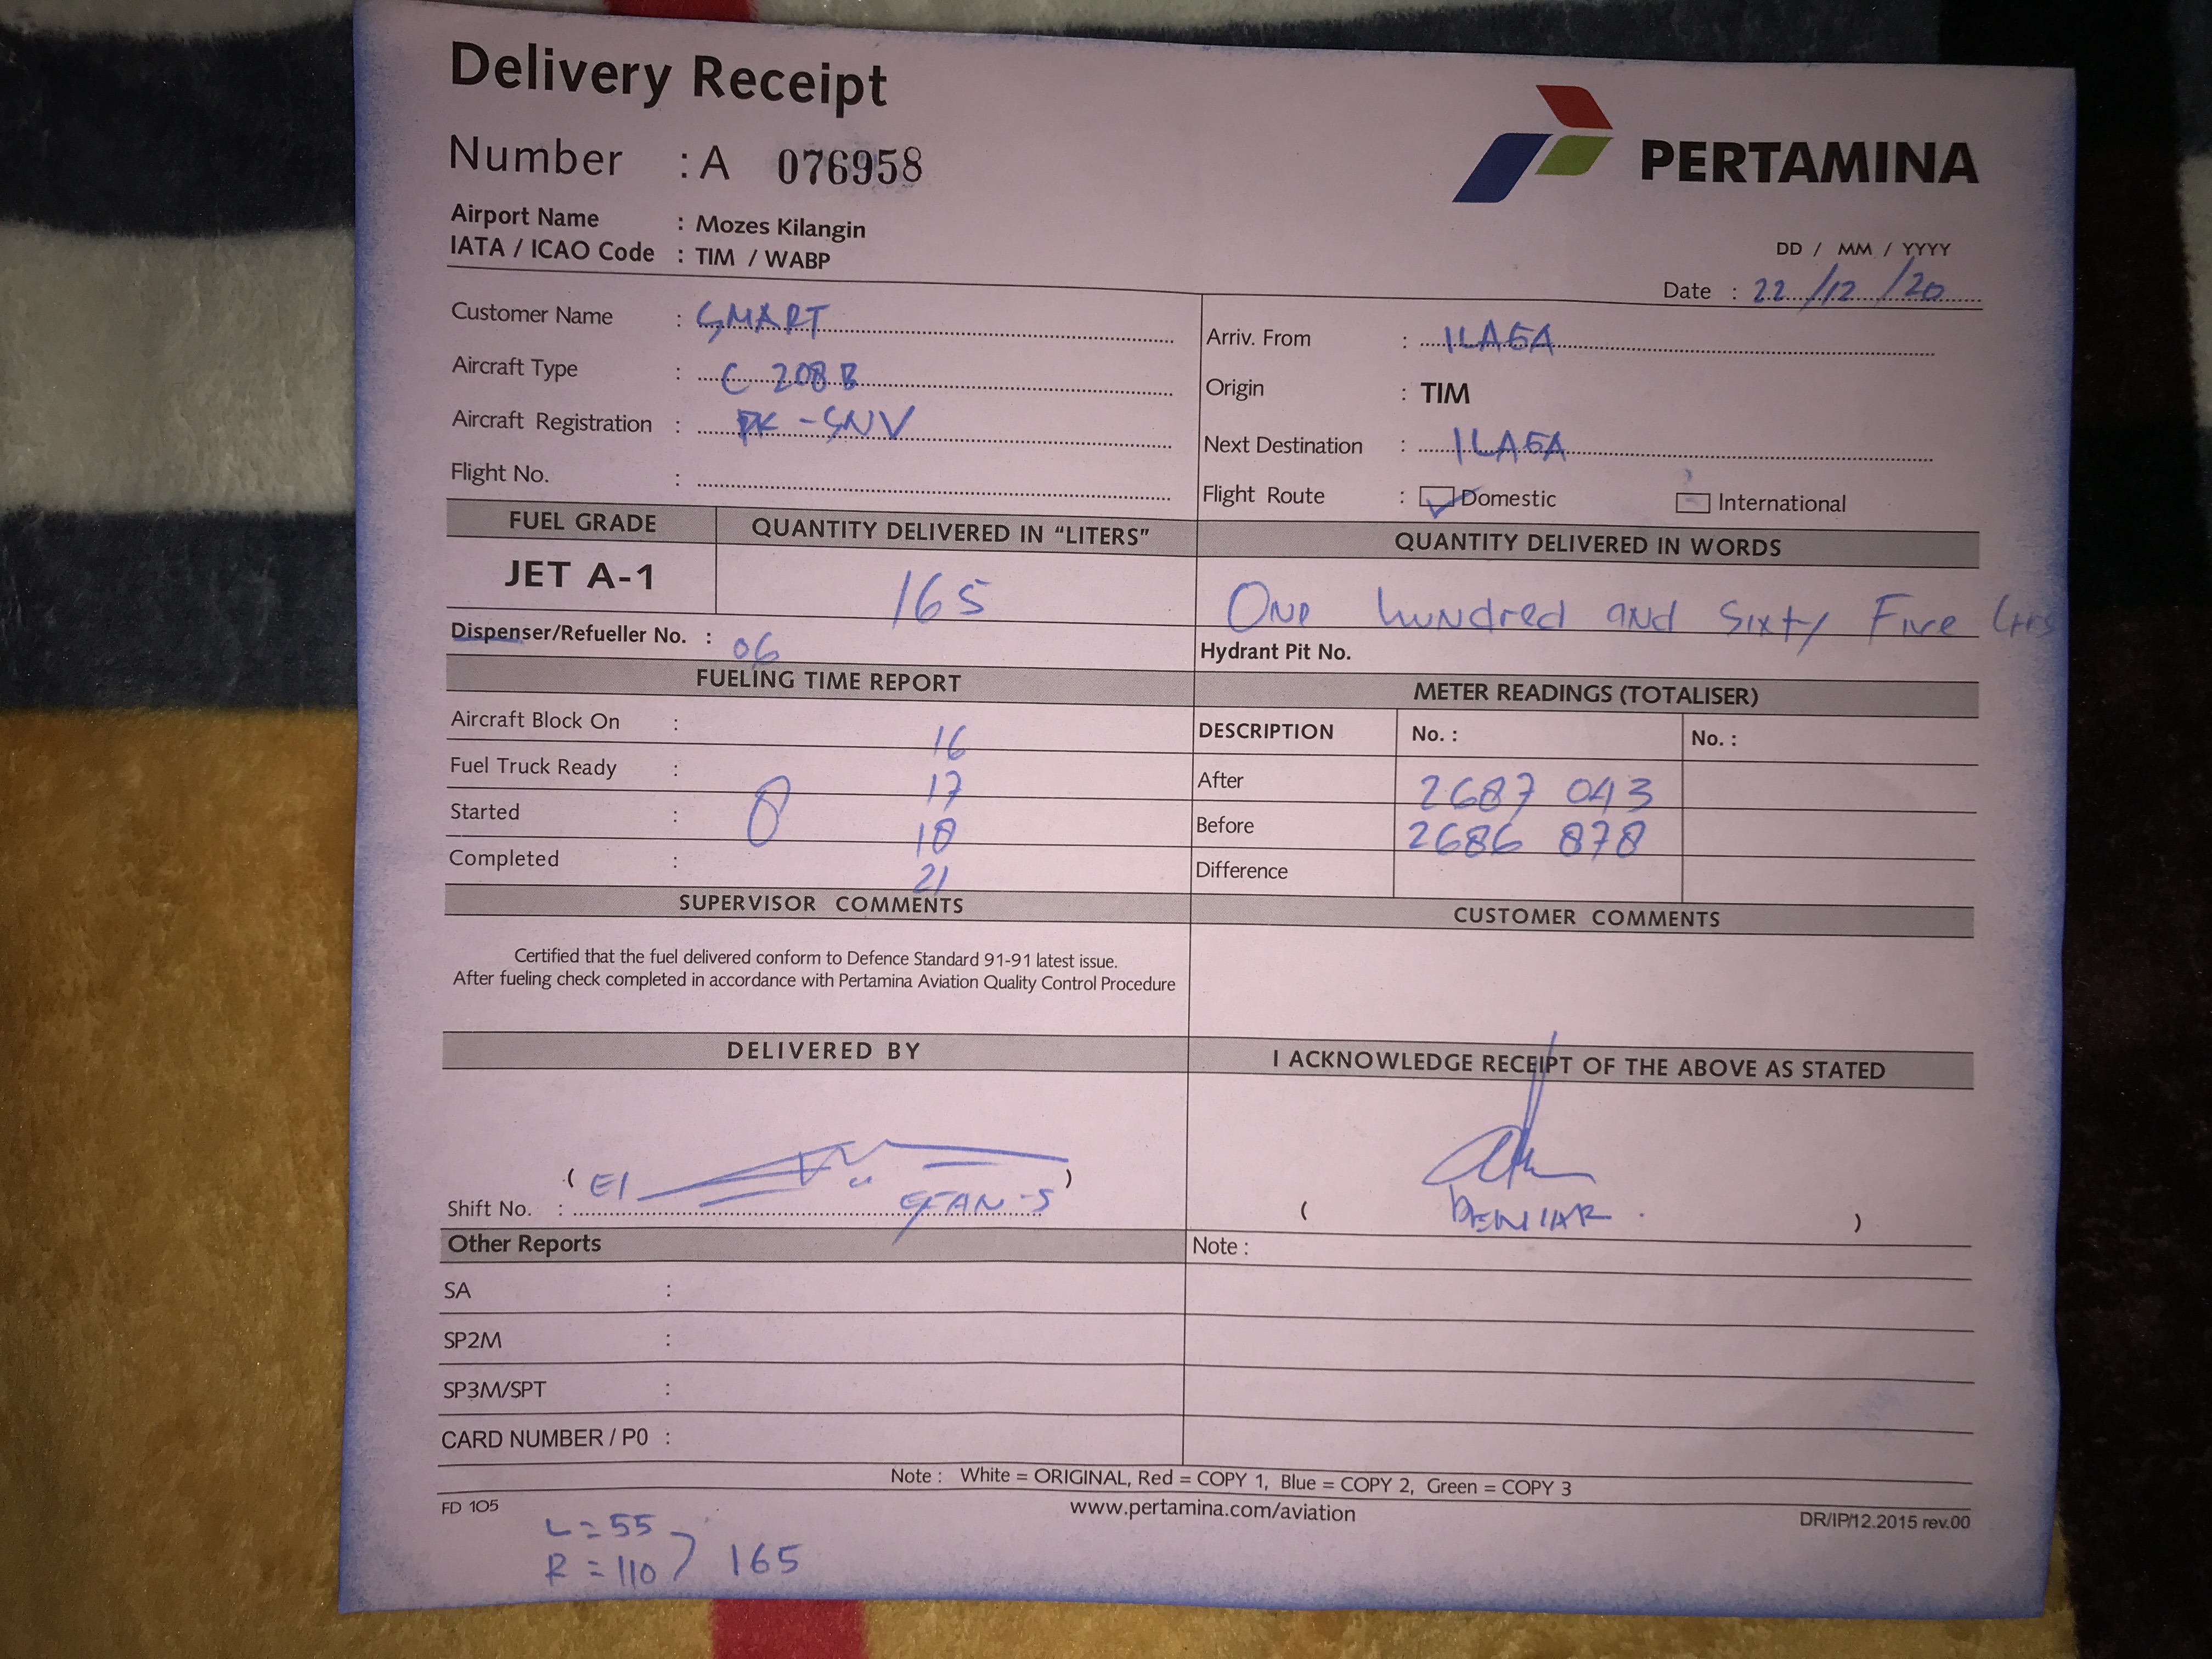 Delivery Receipt
Number : A 076958
PERTAMINA
Airport Name : Mozes Kilangin
IATA / ICAO Code : TIM / WABP
DD / MM / YYYY
Date : 22/12/20
Customer Name : SMART
Aircraft Type : C 208 B
Aircraft Registration : PK-SNV
Flight No. :
Arriv. From : ILAGA
Origin : TIM
Next Destination : ILAGA
Flight Route : Domestic International
FUEL GRADE QUANTITY DELIVERED IN "LITERS" QUANTITY DELIVERED IN WORDS
JET A-1 165 One hundred and Sixty Five Ltrs
Dispenser/Refueller No. : 06 Hydrant Pit No.
FUELING TIME REPORT
Aircraft Block On : 16
Fuel Truck Ready : 17
Started : 8 18
Completed : 21
METER READINGS (TOTALISER)
DESCRIPTION No. : No. :
After 2687 043
Before 2686 878
Difference
SUPERVISOR COMMENTS
Certified that the fuel delivered conform to Defence Standard 91-91 latest issue.
After fueling check completed in accordance with Pertamina Aviation Quality Control Procedure
CUSTOMER COMMENTS
DELIVERED BY
( E1 )
Shift No. :
I ACKNOWLEDGE RECEIPT OF THE ABOVE AS STATED
( )
Other Reports
SA :
SP2M :
SP3M/SPT :
CARD NUMBER / P0 :
Note :
Note : White = ORIGINAL, Red = COPY 1, Blue = COPY 2, Green = COPY 3
FD 105 www.pertamina.com/aviation DR/IP/12.2015 rev.00
L = 55
R = 110 ) 165